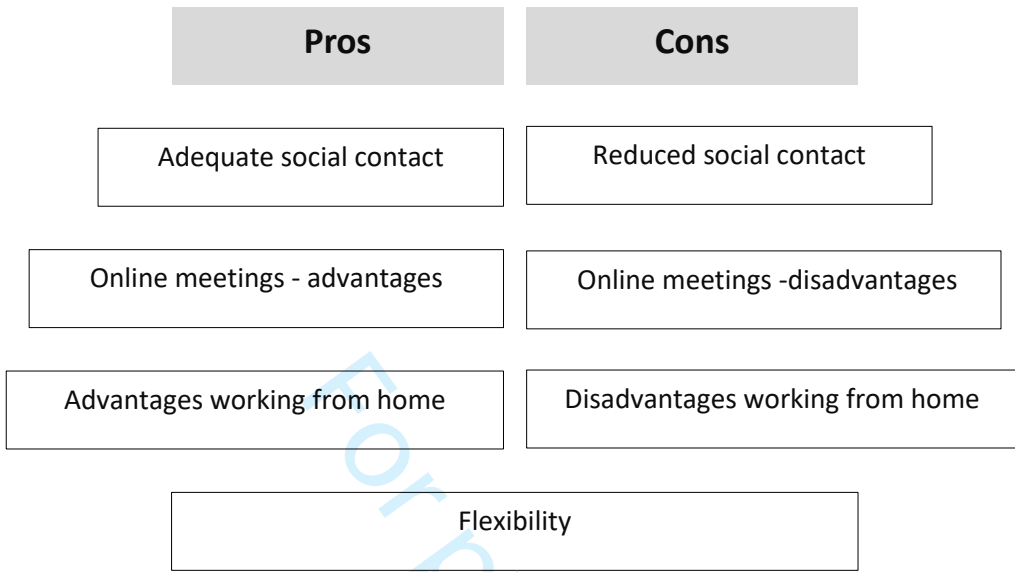 Pros
Cons
Adequate social contact
Reduced social contact
Online meetings - advantages
Online meetings -disadvantages
Advantages working from home
Disadvantages working from home
Flexibility
For